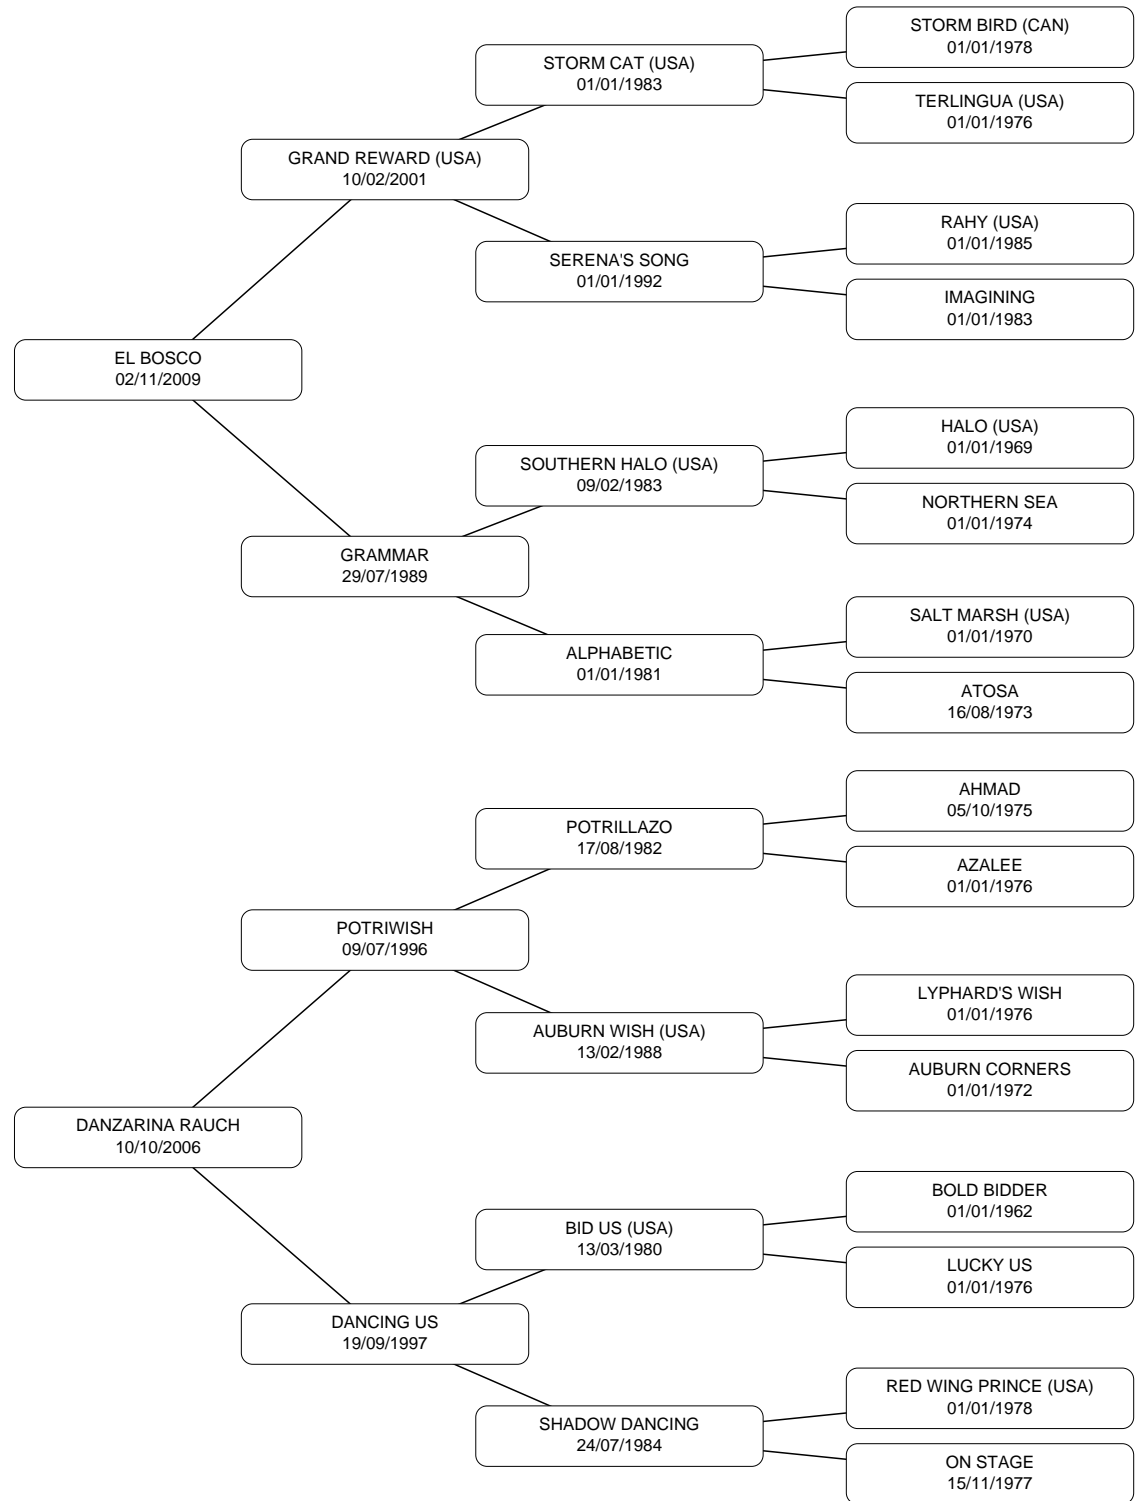 STORM BIRD (CAN)
01/01/1978
STORM CAT (USA)
01/01/1983
TERLINGUA (USA)
01/01/1976
GRAND REWARD (USA)
10/02/2001
RAHY (USA)
01/01/1985
SERENA'S SONG
01/01/1992
IMAGINING
01/01/1983
EL BOSCO
02/11/2009
HALO (USA)
01/01/1969
SOUTHERN HALO (USA)
09/02/1983
NORTHERN SEA
01/01/1974
GRAMMAR
29/07/1989
SALT MARSH (USA)
01/01/1970
ALPHABETIC
01/01/1981
ATOSA
16/08/1973
AHMAD
05/10/1975
POTRILLAZO
17/08/1982
AZALEE
01/01/1976
POTRIWISH
09/07/1996
LYPHARD'S WISH
01/01/1976
AUBURN WISH (USA)
13/02/1988
AUBURN CORNERS
01/01/1972
DANZARINA RAUCH
10/10/2006
BOLD BIDDER
01/01/1962
BID US (USA)
13/03/1980
LUCKY US
01/01/1976
DANCING US
19/09/1997
RED WING PRINCE (USA)
01/01/1978
SHADOW DANCING
24/07/1984
ON STAGE
15/11/1977